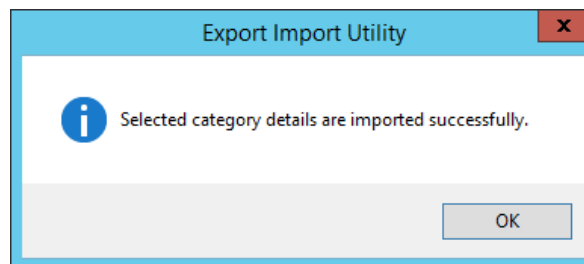 Export Import Utility
x
Selected category details are imported successfully.
OK